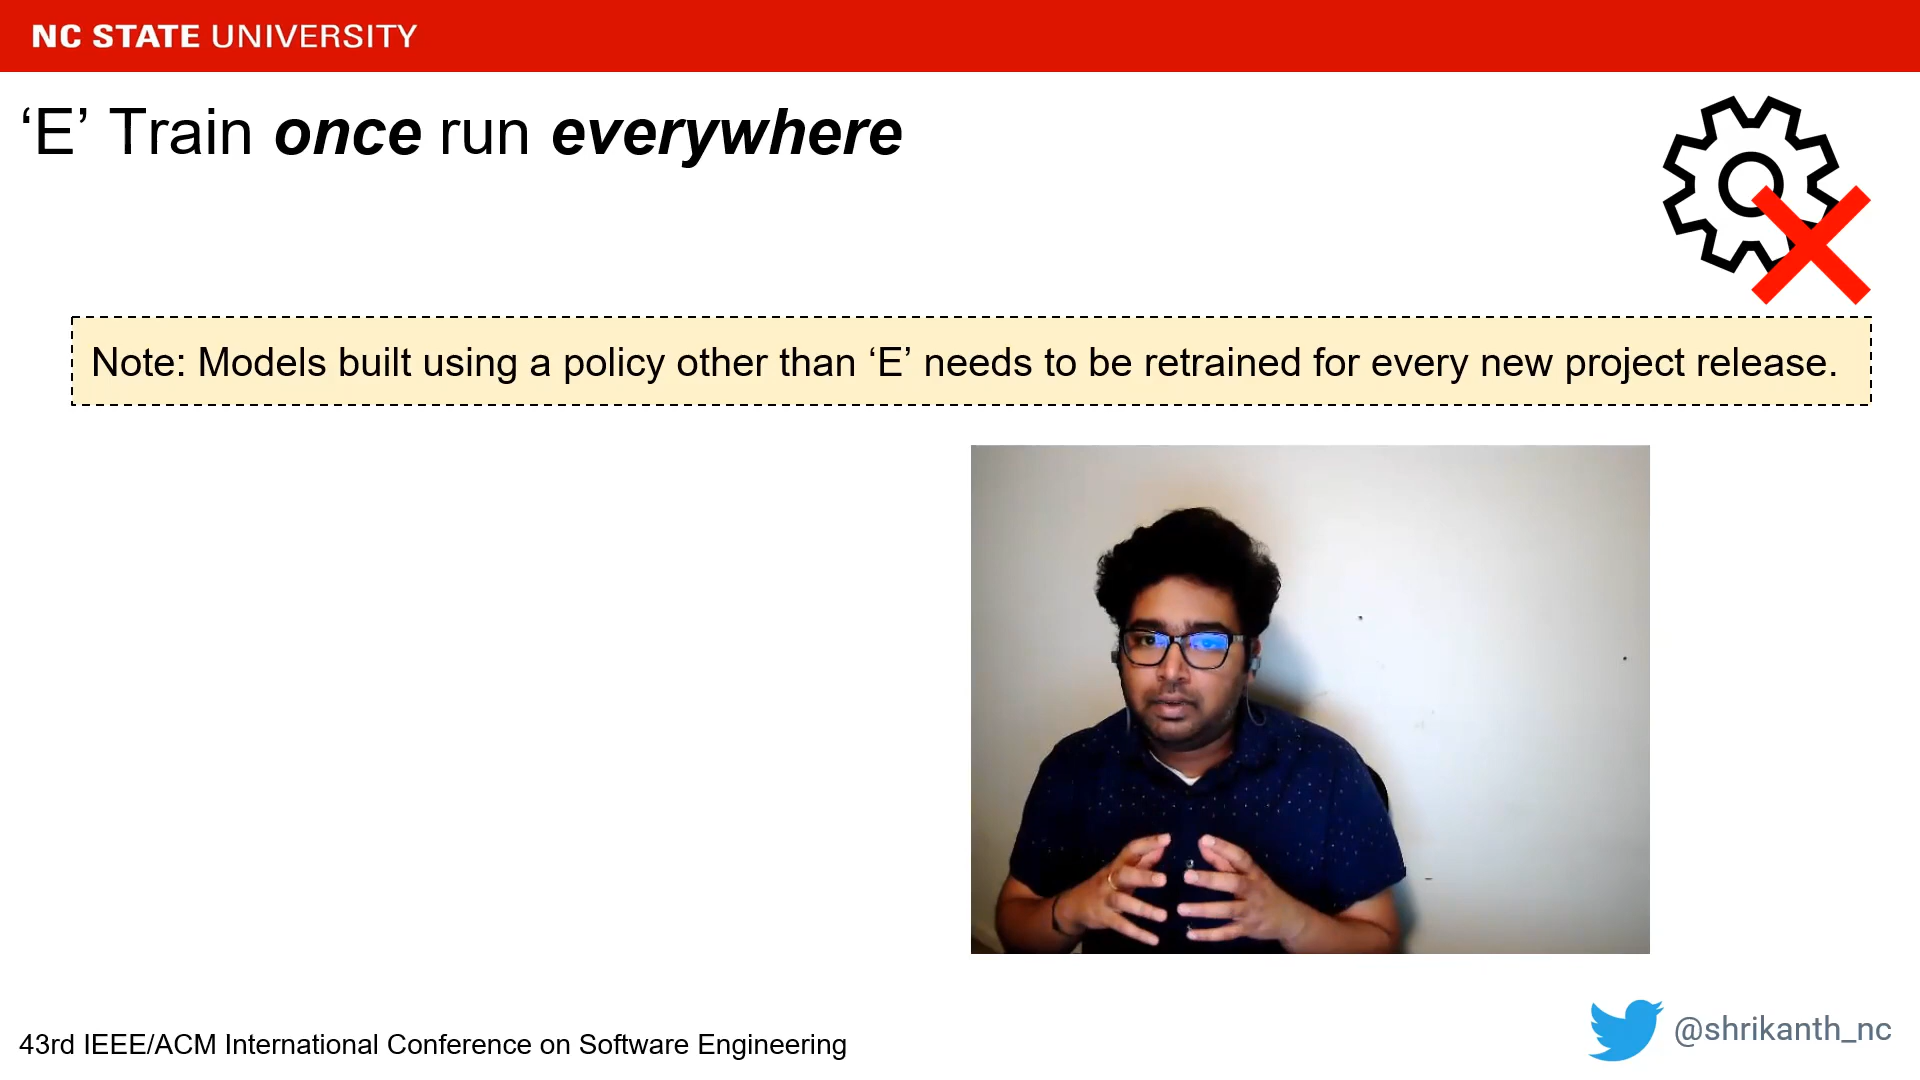 NC STATE UNIVERSITY
‘E’ Train once run everywhere
Note: Models built using a policy other than ‘E’ needs to be retrained for every new project release.
43rd IEEE/ACM International Conference on Software Engineering
@shrikanth_nc